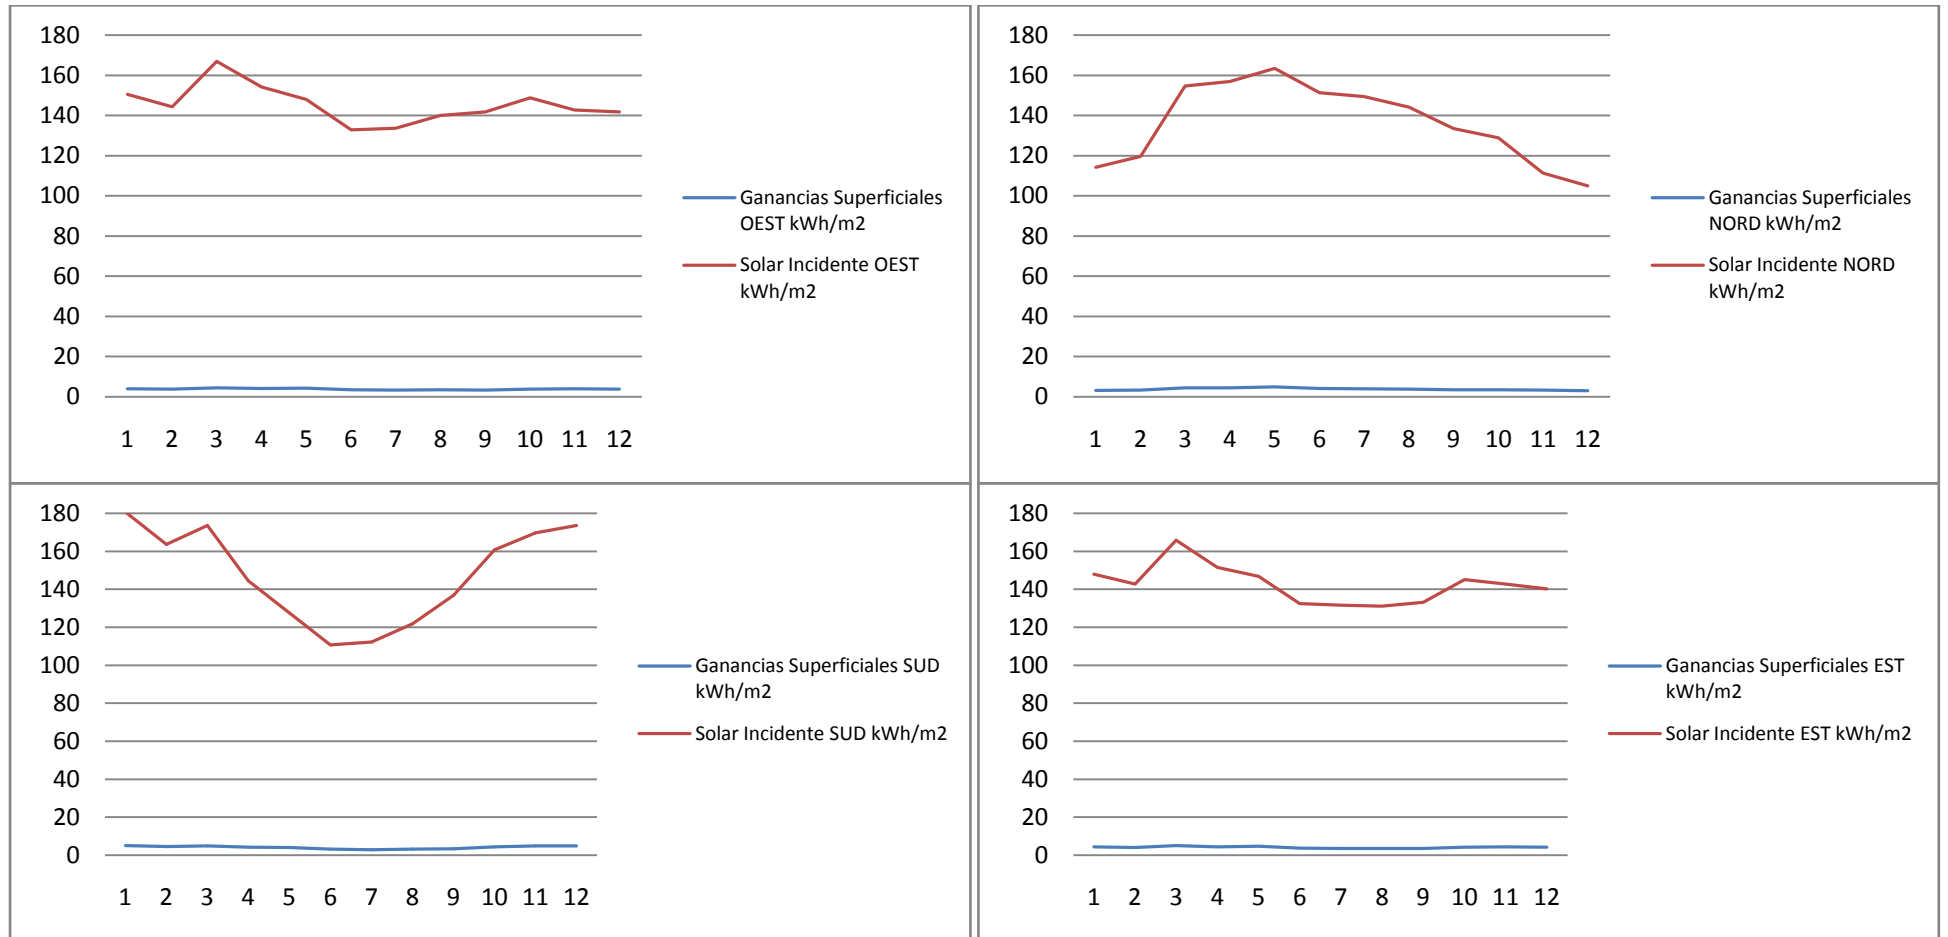 180
160
140
120
100
80
60
40
20
0
1 2 3 4 5 6 7 8 9 10 11 12
Ganancias Superficiales
OEST kWh/m2
Solar Incidente OEST
kWh/m2
180
160
140
120
100
80
60
40
20
0
1 2 3 4 5 6 7 8 9 10 11 12
Ganancias Superficiales
NORD kWh/m2
Solar Incidente NORD
kWh/m2
180
160
140
120
100
80
60
40
20
0
1 2 3 4 5 6 7 8 9 10 11 12
Ganancias Superficiales SUD
kWh/m2
Solar Incidente SUD kWh/m2
180
160
140
120
100
80
60
40
20
0
1 2 3 4 5 6 7 8 9 10 11 12
Ganancias Superficiales EST
kWh/m2
Solar Incidente EST kWh/m2